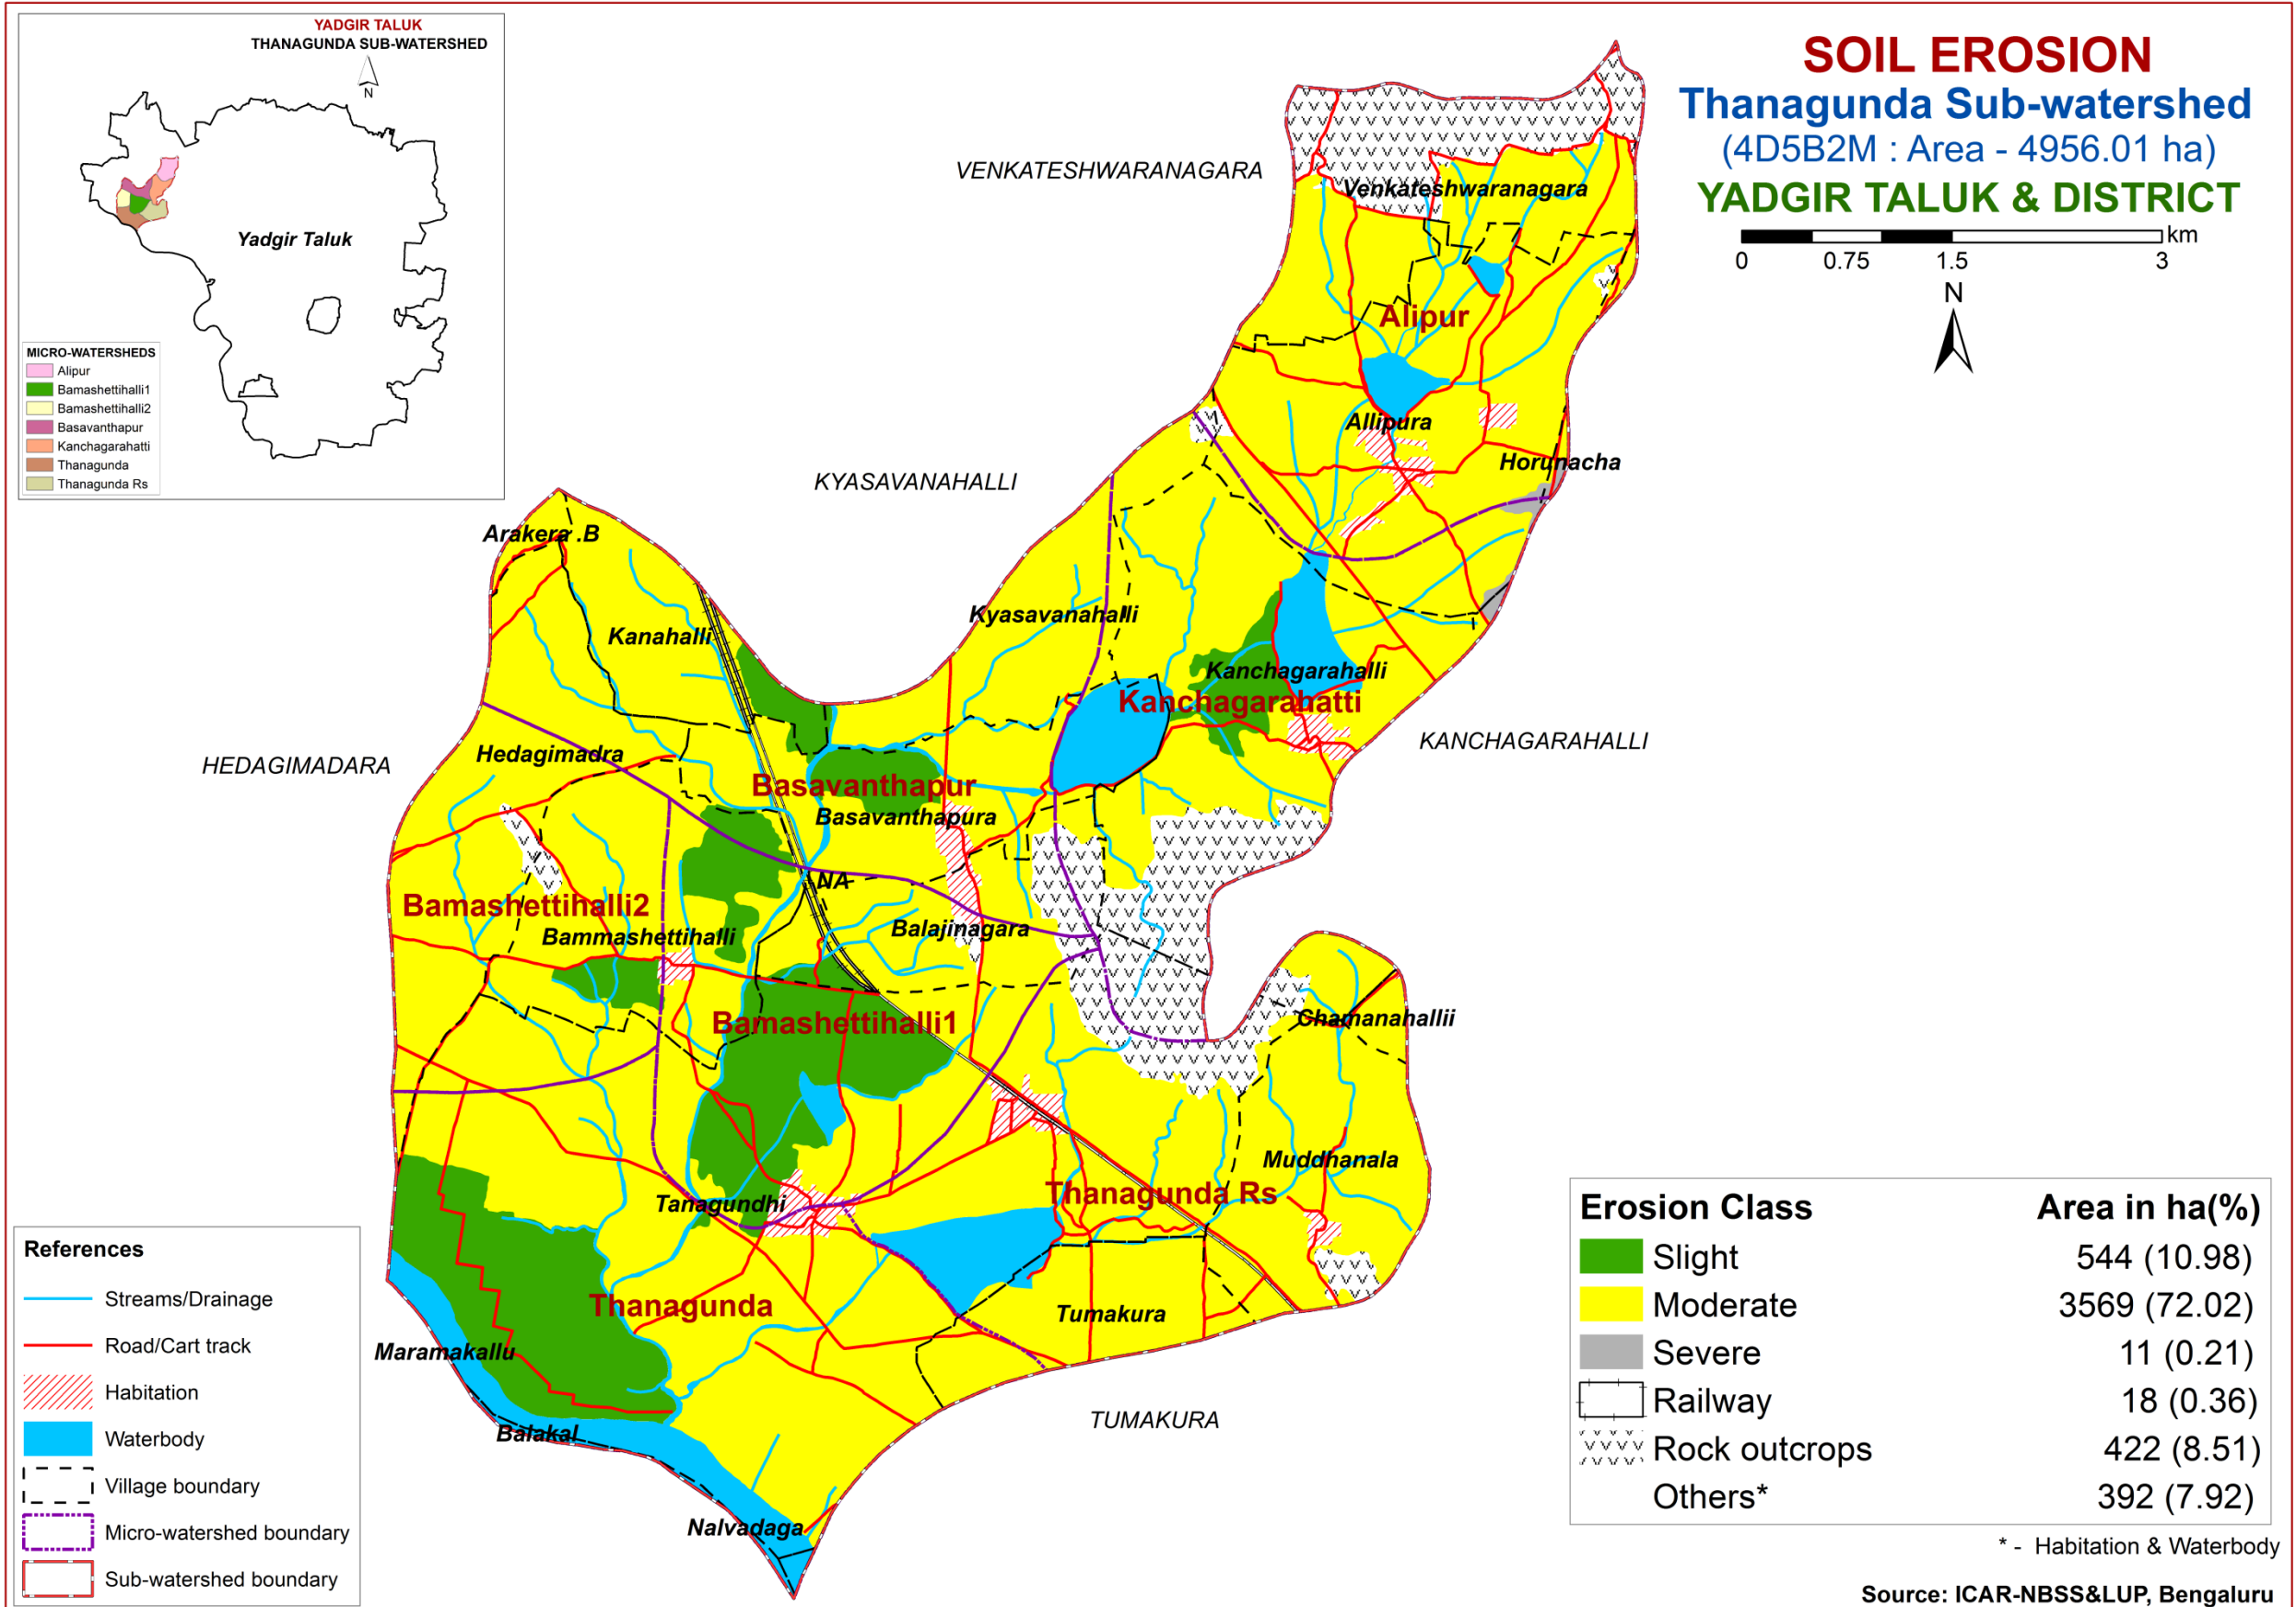 YADGIR TALUK
THANAGUNDA SUB-WATERSHED
N
Yadgir Taluk
MICRO-WATERSHEDS
Alipur
Bamashettihalli1
Bamashettihalli2
Basavanthapur
Kanchagarahatti
Thanagunda
Thanagunda Rs
SOIL EROSION
Thanagunda Sub-watershed
(4D5B2M : Area - 4956.01 ha)
YADGIR TALUK & DISTRICT
km
0 0.75 1.5 3
N
VENKATESHWARANAGARA
Venkateshwaranagara
Alipur
Allipura
Horunacha
KYASAVANAHALLI
Arakera .B
Kanahalli
Kyasavanahalli
Kanchagarahalli
Kanchagarahatti
KANCHAGARAHALLI
HEDAGIMADARA
Hedagimadra
Basavanthapur
Basavanthapura
NA
Bamashettihalli2
Bammashettihalli
Balajinagara
Bamashettihalli1
Chamanahallii
Muddhanala
Tanagundhi
Thanagunda Rs
Thanagunda
Tumakura
Maramakallu
Balakal
TUMAKURA
Nalvadaga
References
Streams/Drainage
Road/Cart track
Habitation
Waterbody
Village boundary
Micro-watershed boundary
Sub-watershed boundary
Erosion Class Area in ha(%)
Slight 544 (10.98)
Moderate 3569 (72.02)
Severe 11 (0.21)
Railway 18 (0.36)
Rock outcrops 422 (8.51)
Others* 392 (7.92)
* - Habitation & Waterbody
Source: ICAR-NBSS&LUP, Bengaluru